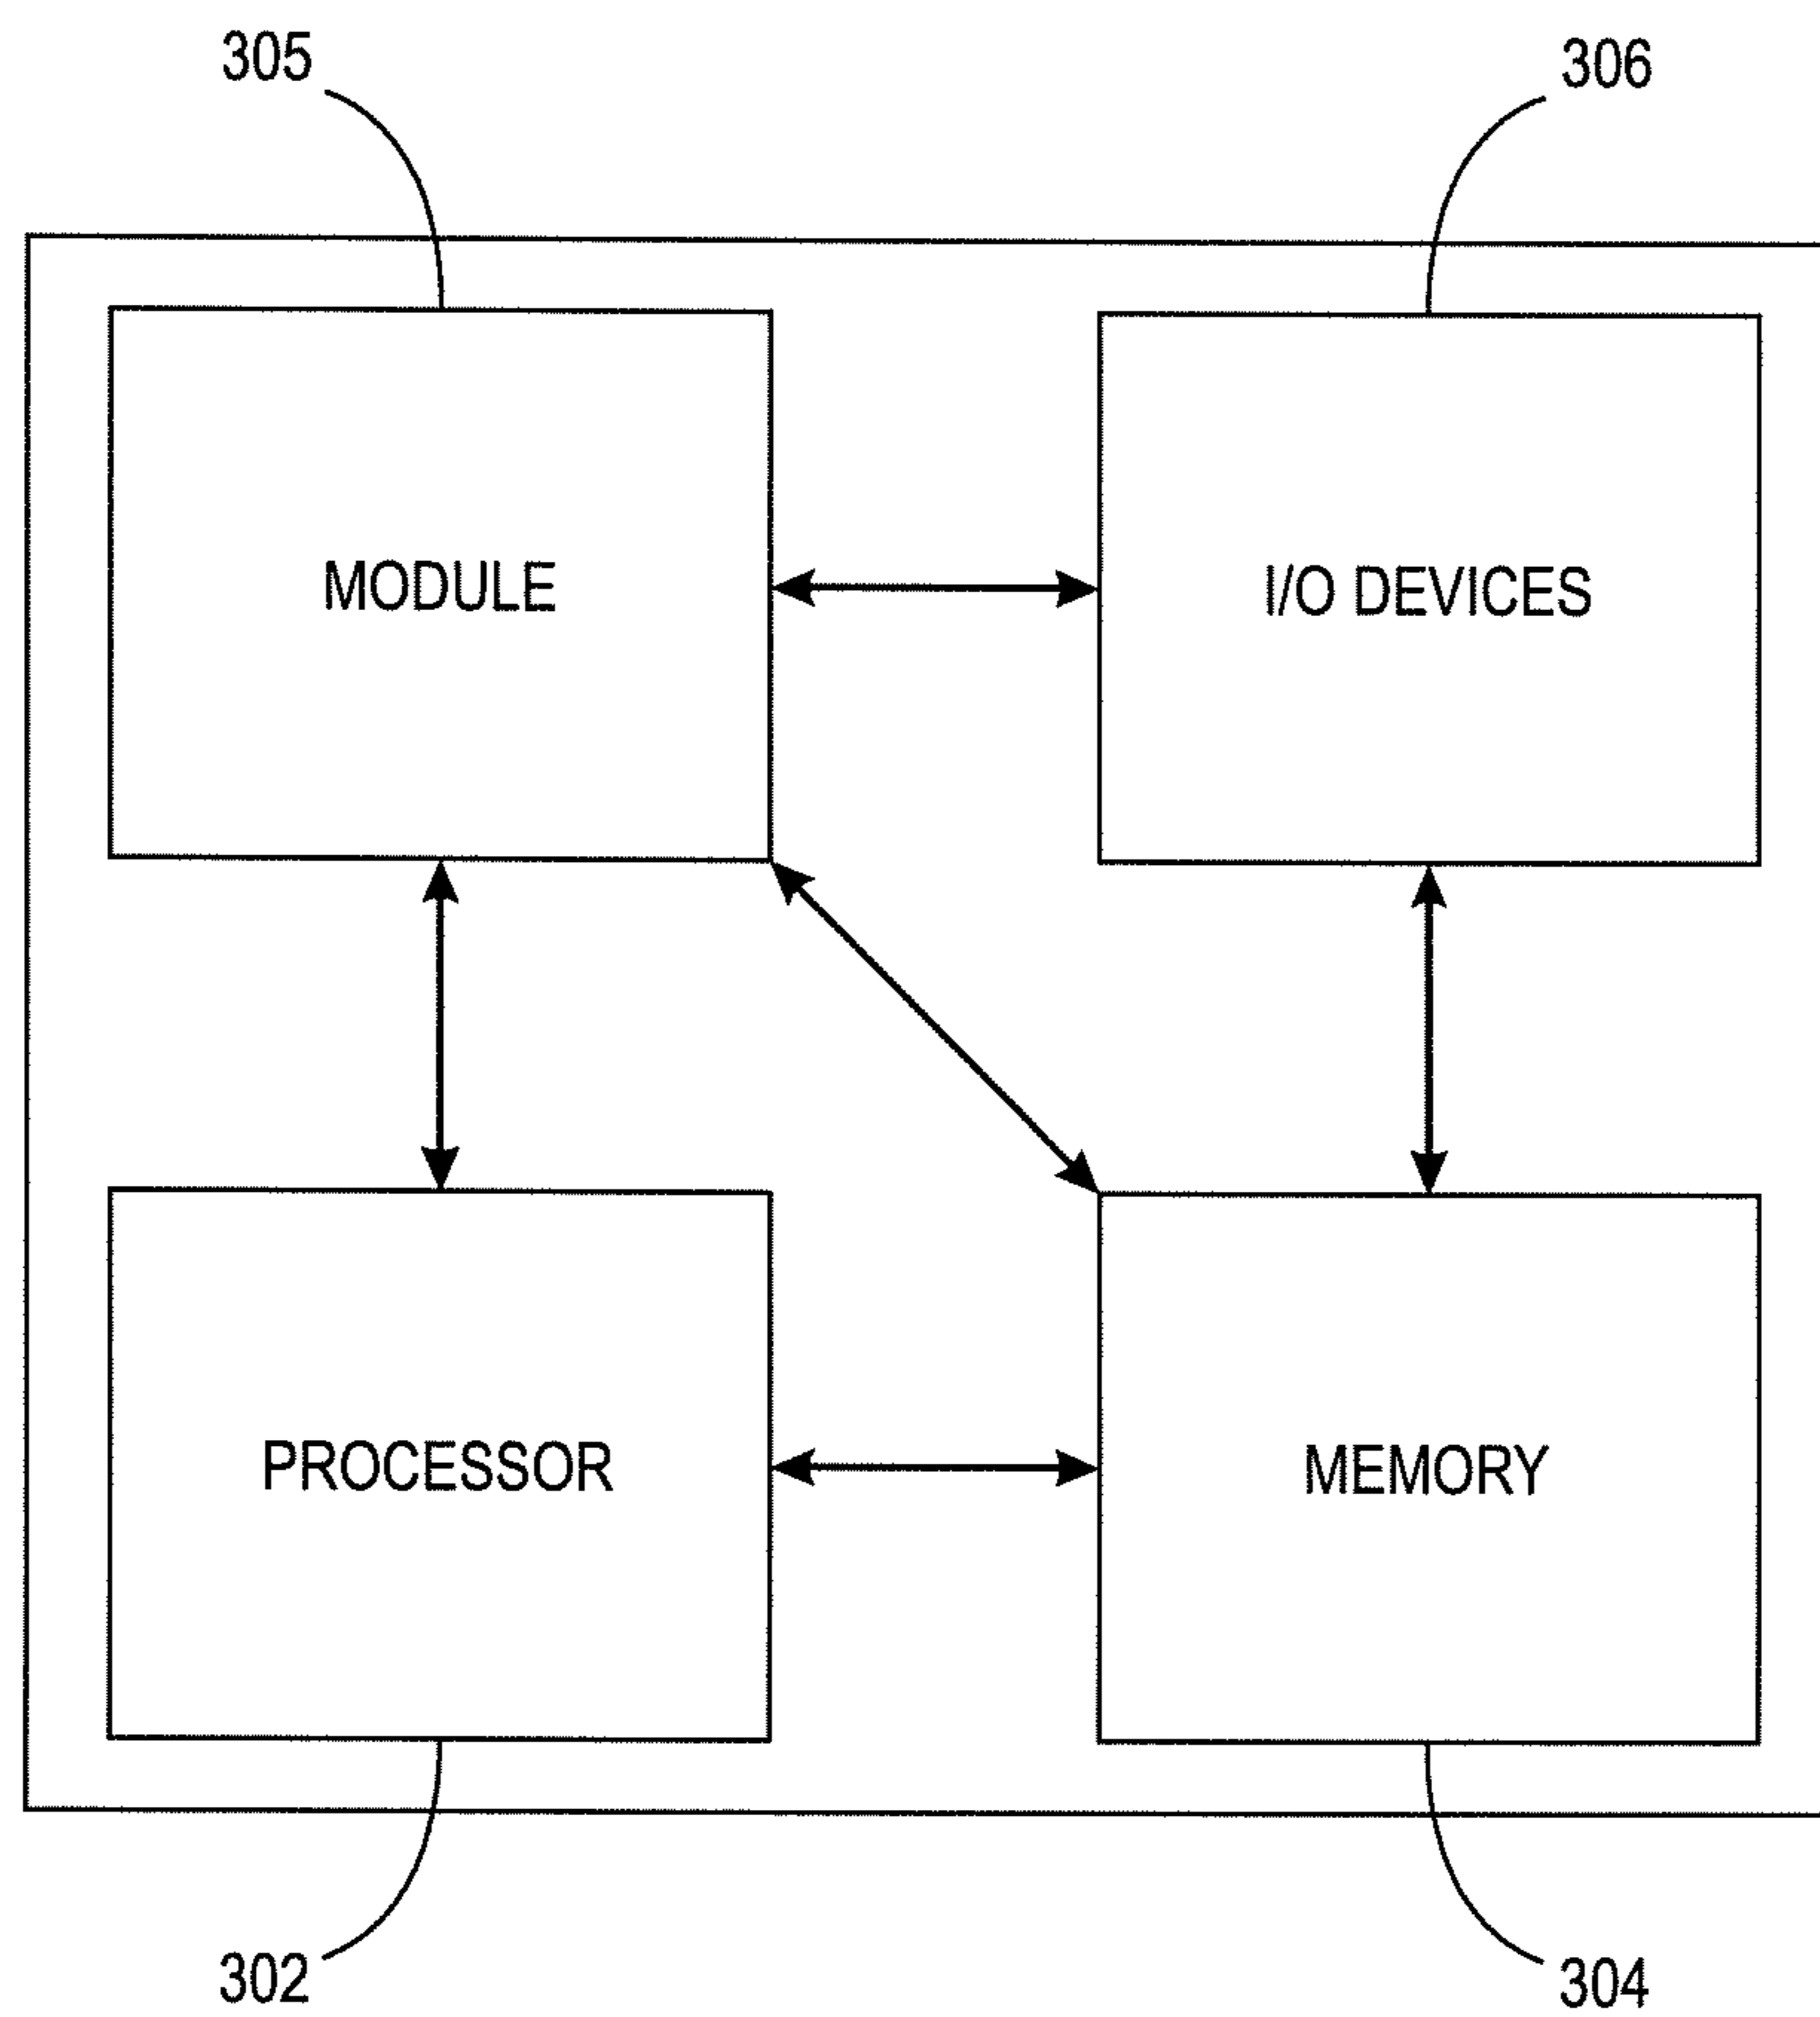 305
306
MODULE
I/O DEVICES
PROCESSOR
MEMORY
302
304